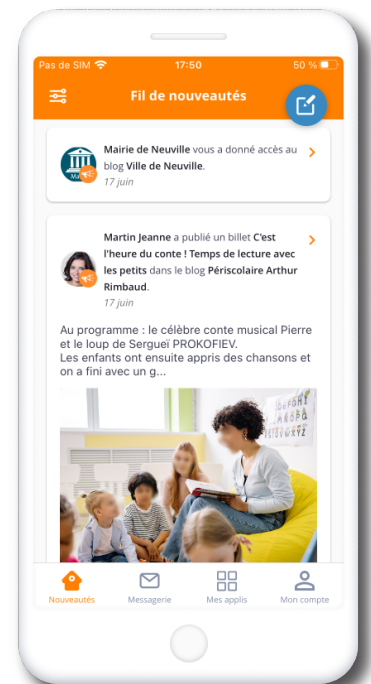 Pas de SIM 17:50 50 %
Fil de nouveautés
Mairie de Neuville vous a donné accès au
blog Ville de Neuville.
17 juin
Martin Jeanne a publié un billet C'est
l'heure du conte ! Temps de lecture avec
les petits dans le blog Périscolaire Arthur
Rimbaud.
17 juin
Au programme : le célèbre conte musical Pierre
et le loup de Sergueï PROKOFIEV.
Les enfants ont ensuite appris des chansons et
on a fini avec un g...
Nouveautés Messagerie Mes applis Mon compte